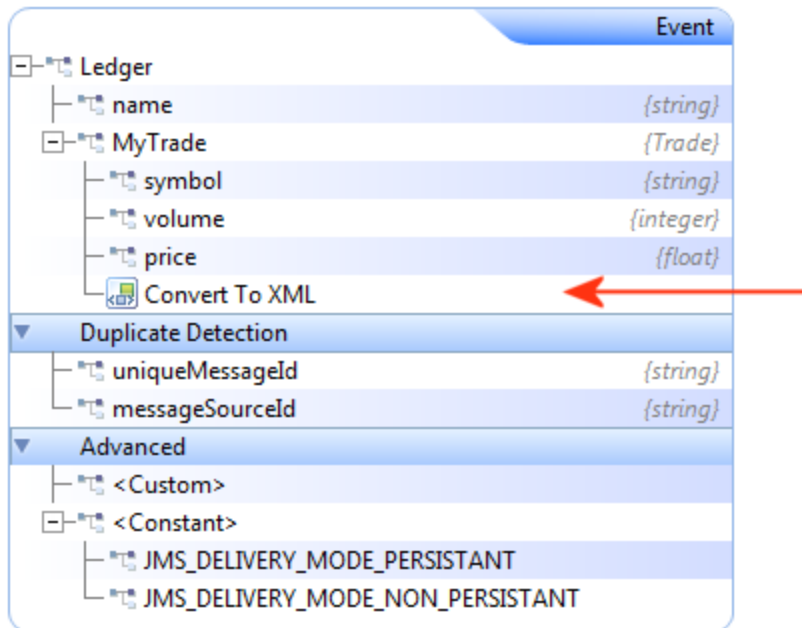 Event
Ledger
name {string}
MyTrade {Trade}
symbol {string}
volume {integer}
price {float}
Convert To XML
Duplicate Detection
uniqueMessageId {string}
messageSourceId {string}
Advanced
<Custom>
<Constant>
JMS_DELIVERY_MODE_PERSISTANT
JMS_DELIVERY_MODE_NON_PERSISTANT